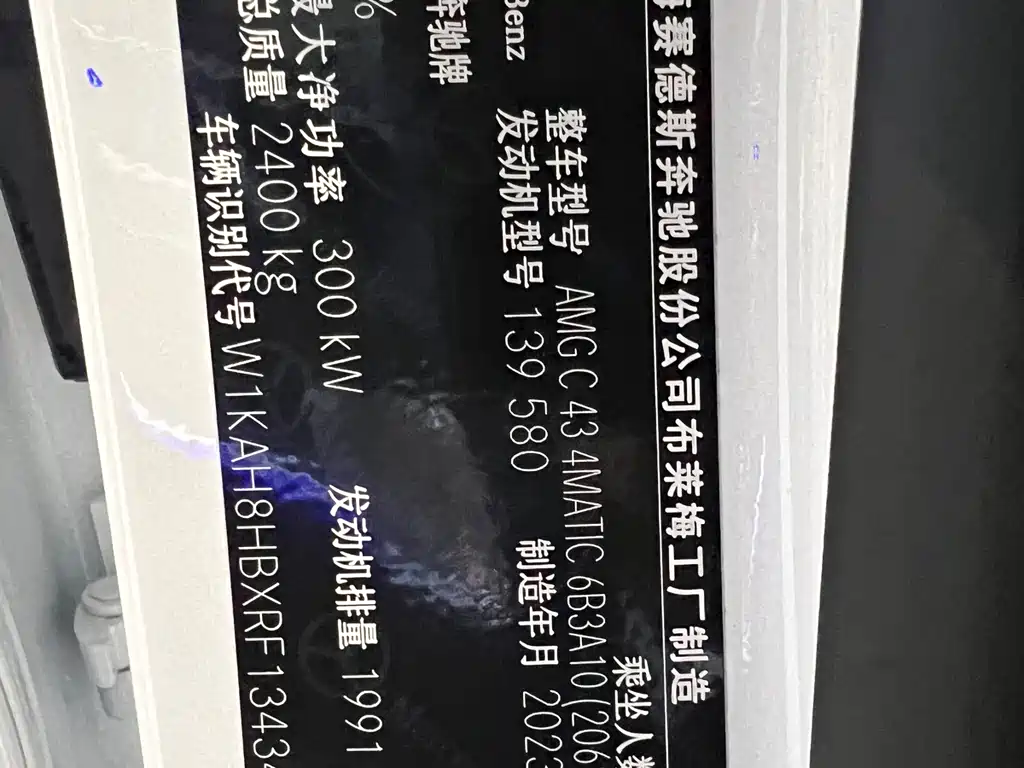 海赛德斯奔驰股份公司布莱梅工厂制造
乘坐人数
整车型号 AMG C 43 4MATIC 6B3A10(206
Benz 发动机型号 139 580 制造年月 2023
奔驰牌
% 发动机排量 1991
最大净功率 300 kW
总质量 2400 kg
车辆识别代号 W1KAH8HBXRF1343